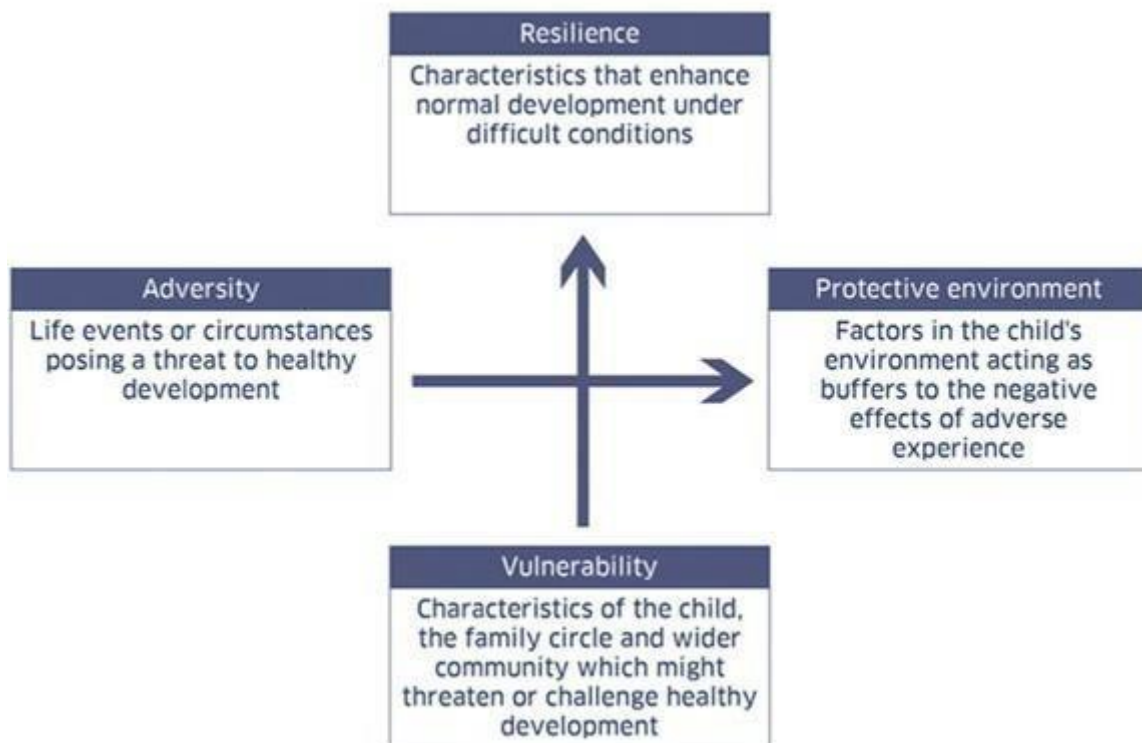 Resilience
Characteristics that enhance
normal development under
difficult conditions
Adversity
Life events or circumstances
posing a threat to healthy
development
Protective environment
Factors in the child's
environment acting as
buffers to the negative
effects of adverse
experience
Vulnerability
Characteristics of the child,
the family circle and wider
community which might
threaten or challenge healthy
development